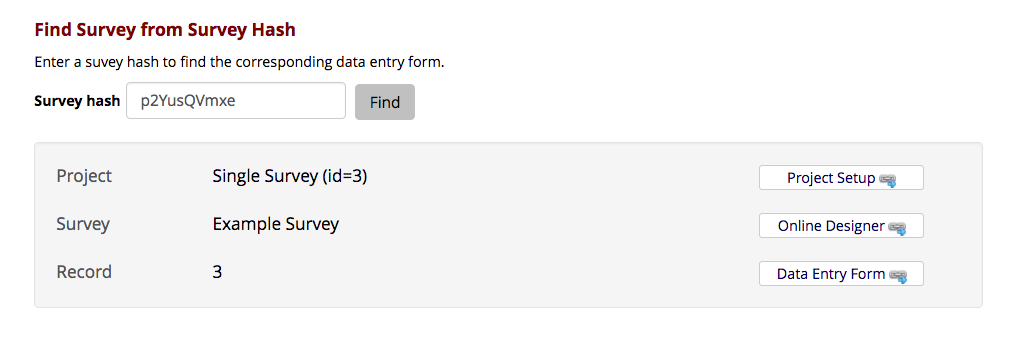 Find Survey from Survey Hash
Enter a suvey hash to find the corresponding data entry form.
Survey hash p2YusQVmxe Find
Project Single Survey (id=3) Project Setup
Survey Example Survey Online Designer
Record 3 Data Entry Form